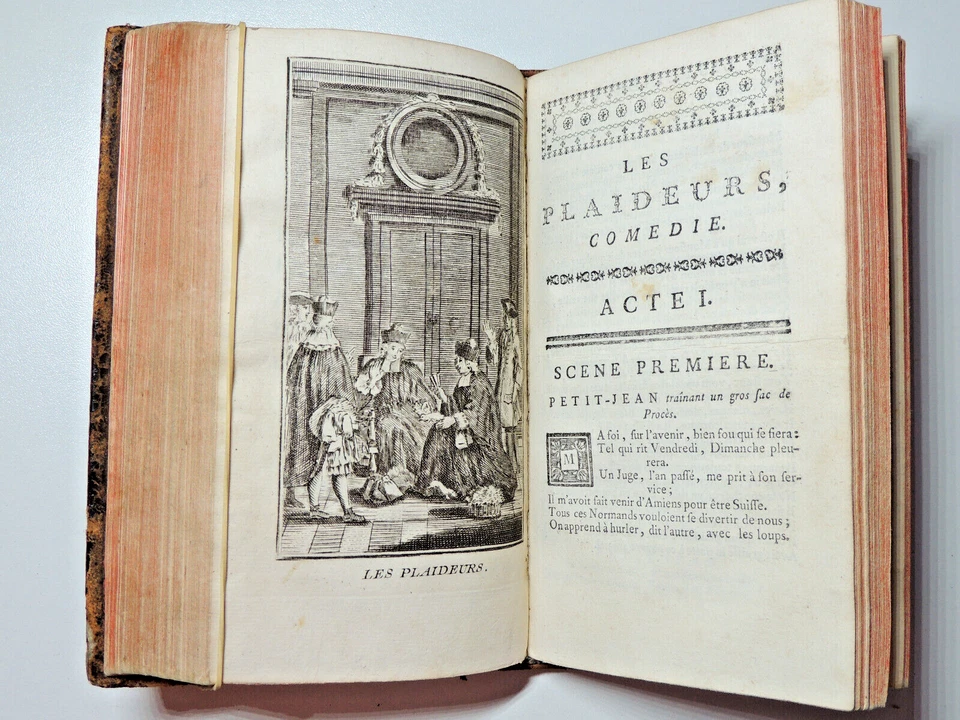 LES PLAIDEURS.
LES
PLAIDEURS,
COMEDIE.
ACTE I.
SCENE PREMIERE.
PETIT-JEAN traînant un gros ſac de
Procès.
MA foi, ſur l'avenir, bien fou qui ſe fiera:
Tel qui rit Vendredi, Dimanche pleu-
rera.
Un Juge, l'an paſſé, me prit à ſon ſer-
vice;
Il m'avoit fait venir d'Amiens pour être Suiſſe.
Tous ces Normands vouloient ſe divertir de nous;
On apprend à hurler, dit l'autre, avec les loups.